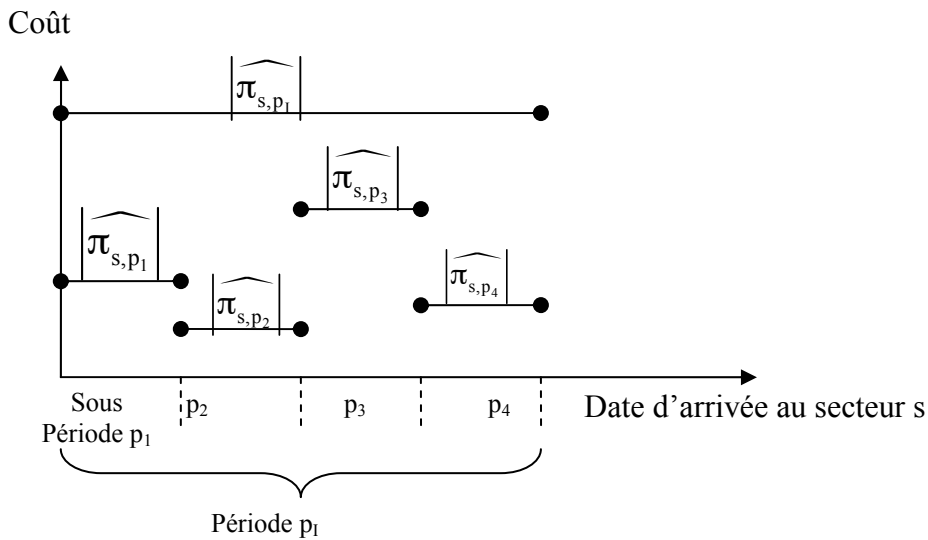 Coût
|π̂s,pI|
|π̂s,p3|
|π̂s,p1|
|π̂s,p2|
|π̂s,p4|
Sous
Période p1
p2
p3
p4
Date d'arrivée au secteur s
Période pI